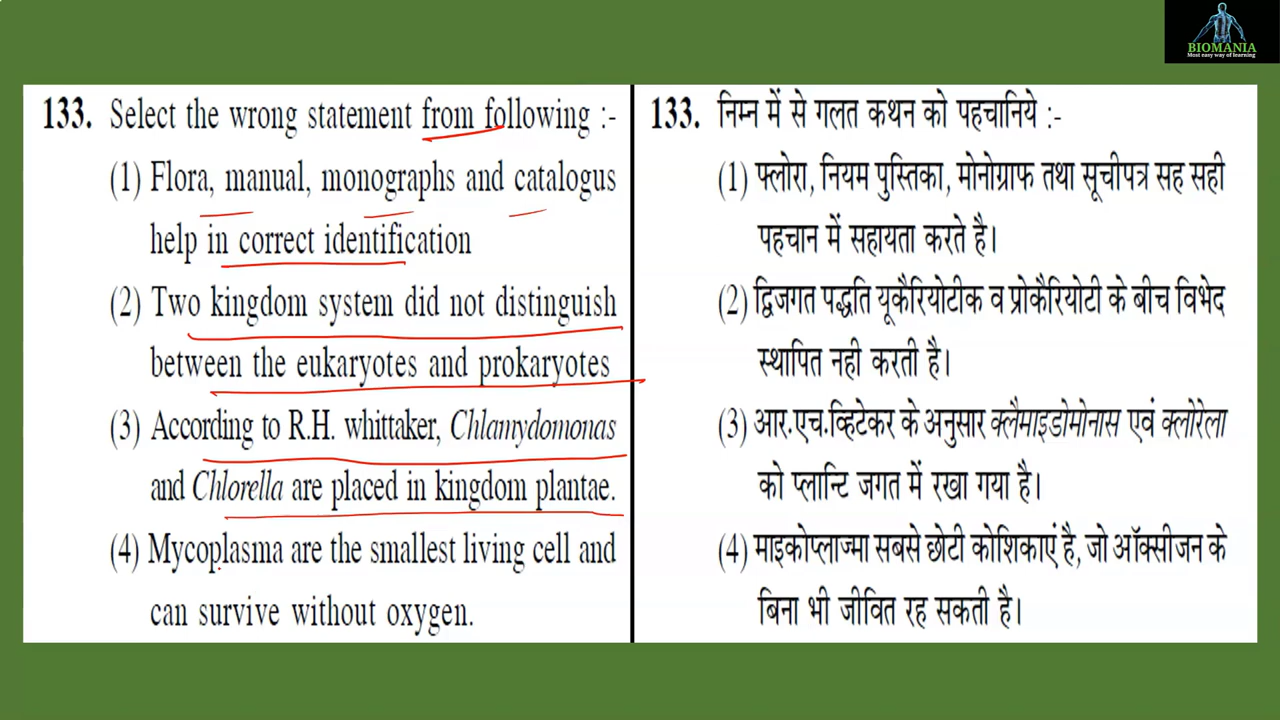 BIOMANIA
Most easy way of learning
133. Select the wrong statement from following :-
(1) Flora, manual, monographs and catalogus
help in correct identification
(2) Two kingdom system did not distinguish
between the eukaryotes and prokaryotes
(3) According to R.H. whittaker, Chlamydomonas
and Chlorella are placed in kingdom plantae.
(4) Mycoplasma are the smallest living cell and
can survive without oxygen.
133. निम्न में से गलत कथन को पहचानिये :-
(1) फ्लोरा, नियम पुस्तिका, मोनोग्राफ तथा सूचीपत्र सह सही
पहचान में सहायता करते है।
(2) द्विजगत पद्धति यूकैरियोटीक व प्रोकैरियोटी के बीच विभेद
स्थापित नही करती है।
(3) आर.एच.व्हिटेकर के अनुसार क्लैमाइडोमोनास एवं क्लोरेला
को प्लान्टि जगत में रखा गया है।
(4) माइकोप्लाज्मा सबसे छोटी कोशिकाएं है, जो ऑक्सीजन के
बिना भी जीवित रह सकती है।